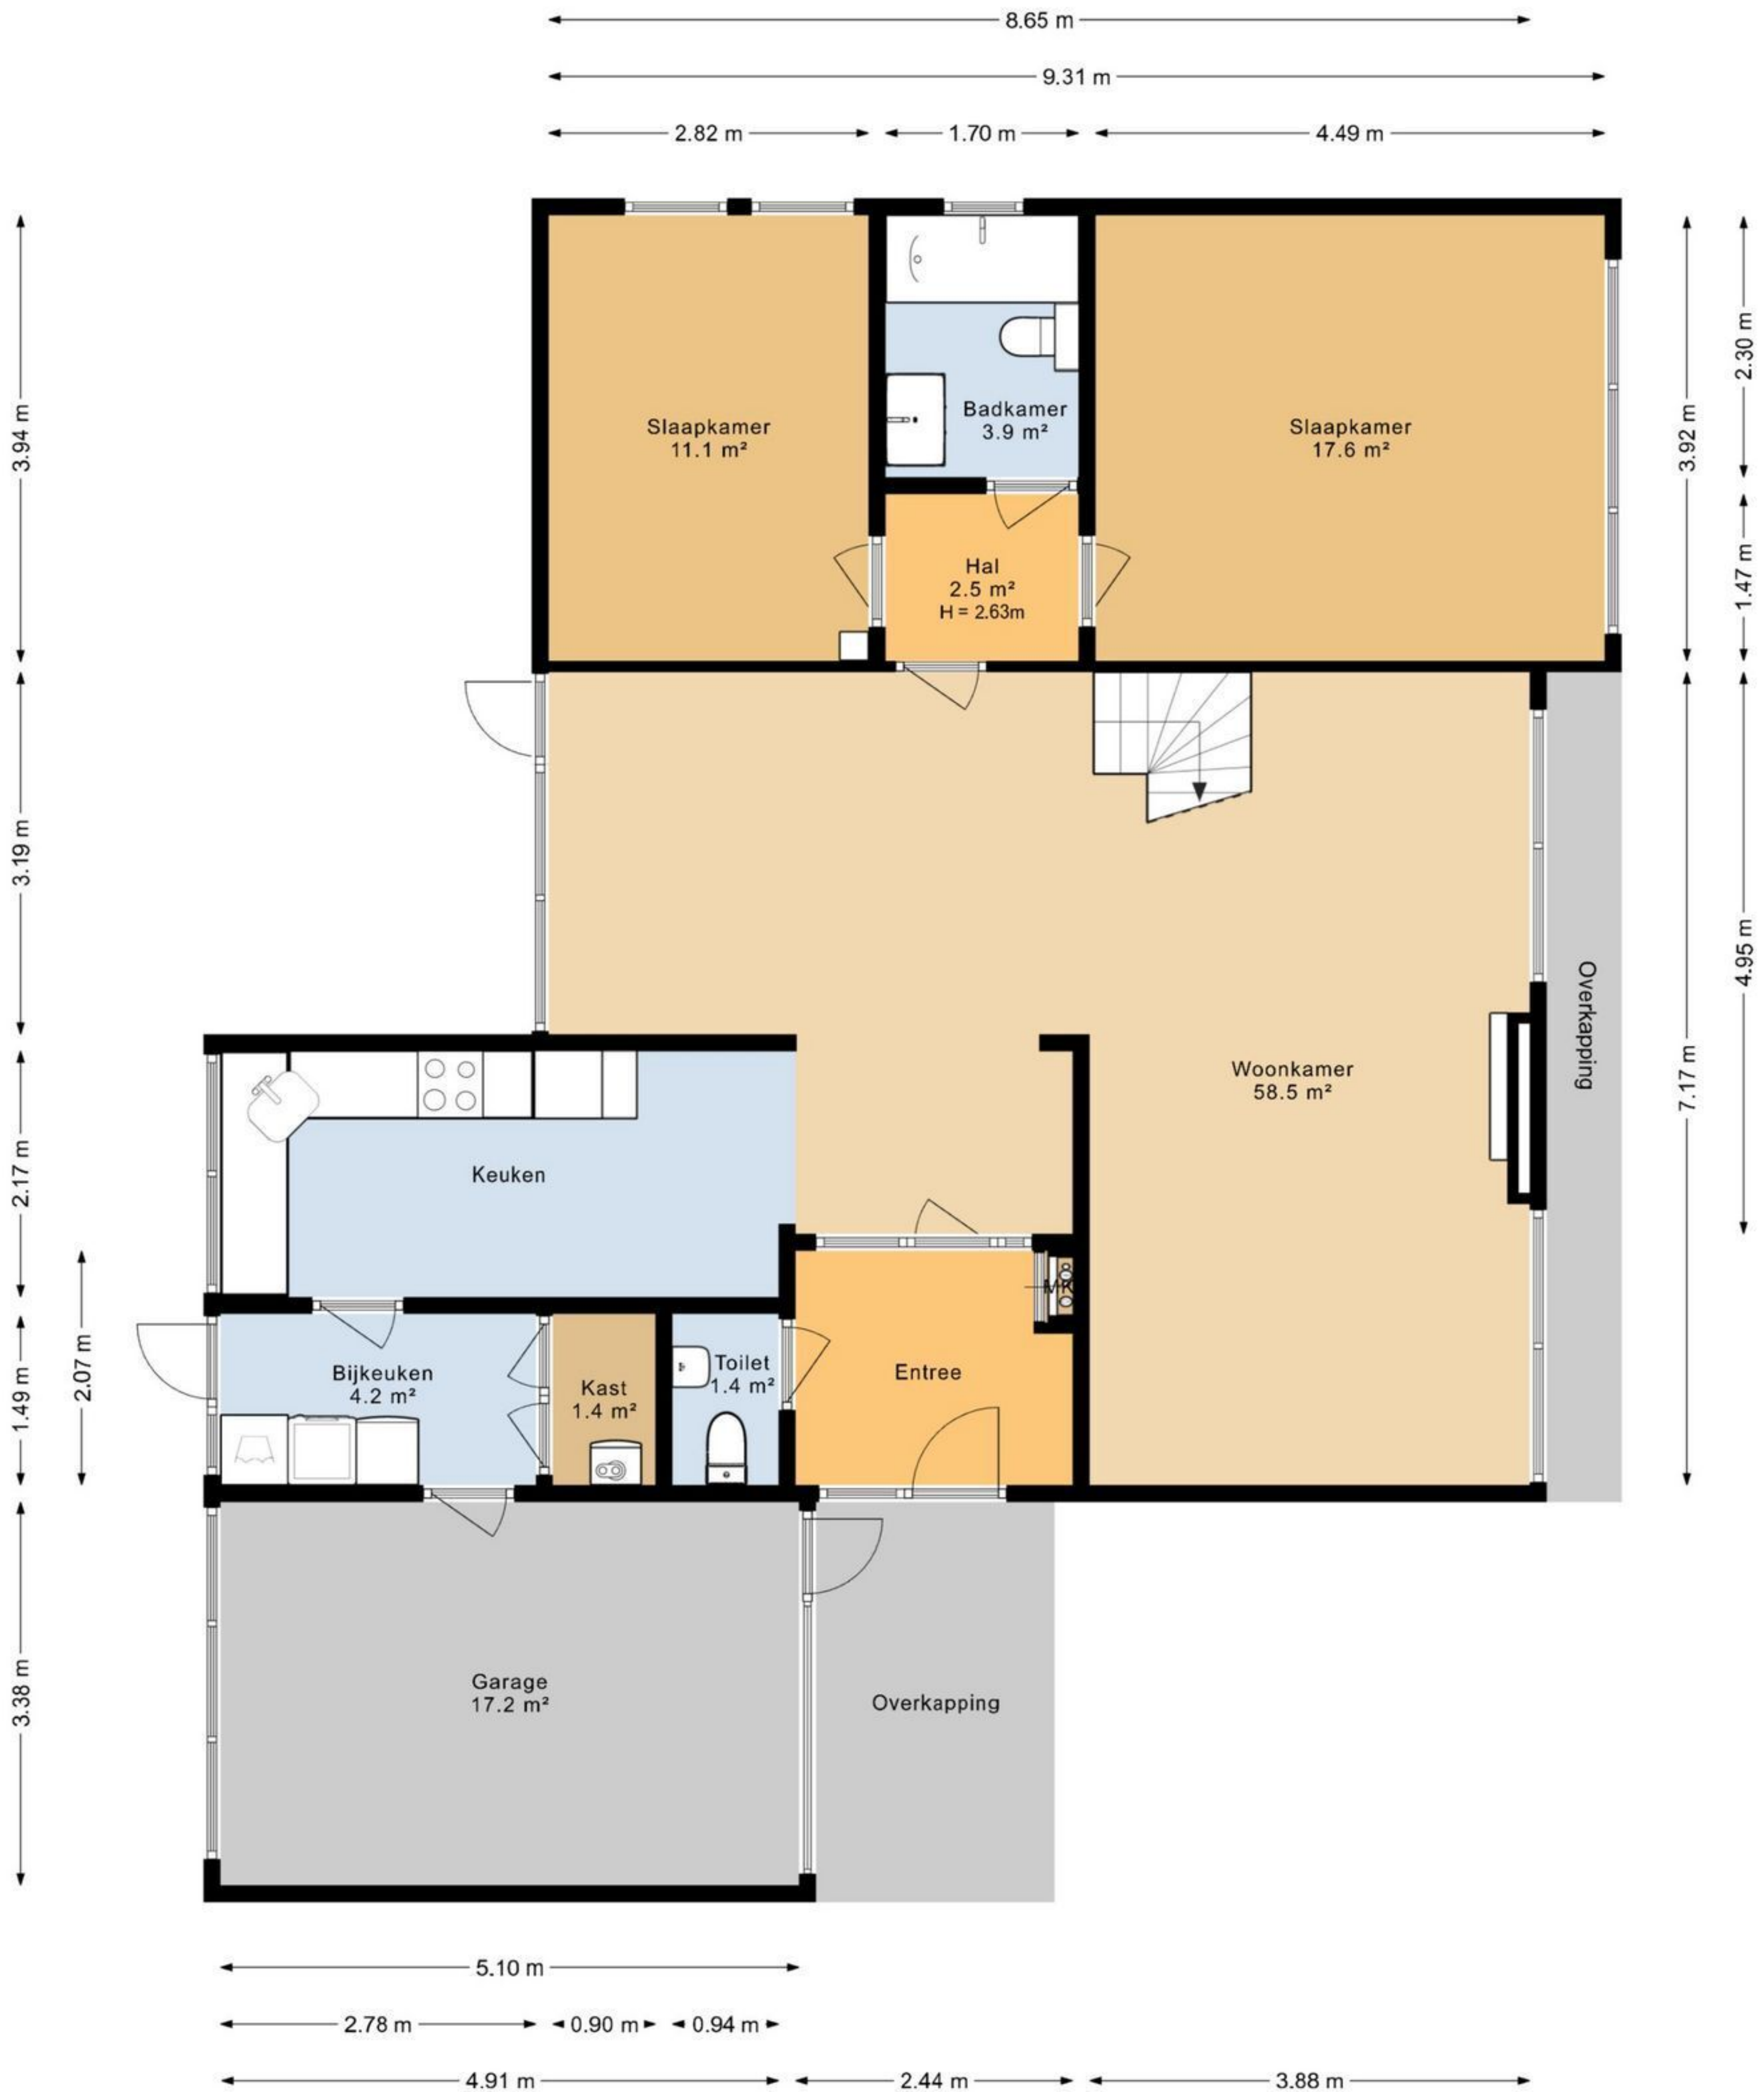 8.65 m
9.31 m
2.82 m
1.70 m
4.49 m
3.94 m
3.19 m
2.17 m
1.49 m
2.07 m
3.38 m
Slaapkamer
11.1 m²
Badkamer
3.9 m²
Slaapkamer
17.6 m²
Hal
2.5 m²
H = 2.63m
Woonkamer
58.5 m²
Overkapping
Keuken
MK
Bijkeuken
4.2 m²
Kast
1.4 m²
Toilet
1.4 m²
Entree
Garage
17.2 m²
Overkapping
3.92 m
2.30 m
1.47 m
7.17 m
4.95 m
5.10 m
2.78 m
0.90 m
0.94 m
4.91 m
2.44 m
3.88 m